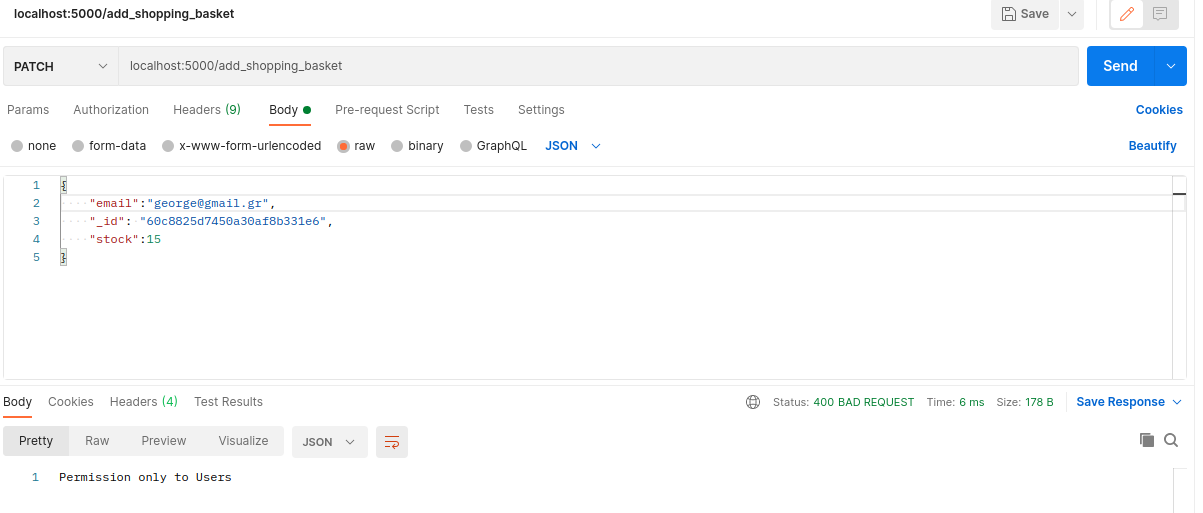 localhost:5000/add_shopping_basket
Save
PATCH
localhost:5000/add_shopping_basket
Send
Params Authorization Headers (9) Body Pre-request Script Tests Settings Cookies
none form-data x-www-form-urlencoded raw binary GraphQL JSON Beautify
1 {
2 "email":"george@gmail.gr",
3 "_id": "60c8825d7450a30af8b331e6",
4 "stock":15
5 }
Body Cookies Headers (4) Test Results Status: 400 BAD REQUEST Time: 6 ms Size: 178 B Save Response
Pretty Raw Preview Visualize JSON
1 Permission only to Users